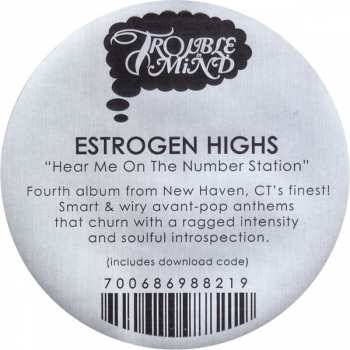 TROUBLE
iN
MiND
ESTROGEN HIGHS
“Hear Me On The Number Station”
Fourth album from New Haven, CT’s finest!
Smart & wiry avant-pop anthems
that churn with a ragged intensity
and soulful introspection.
(includes download code)
700686988219